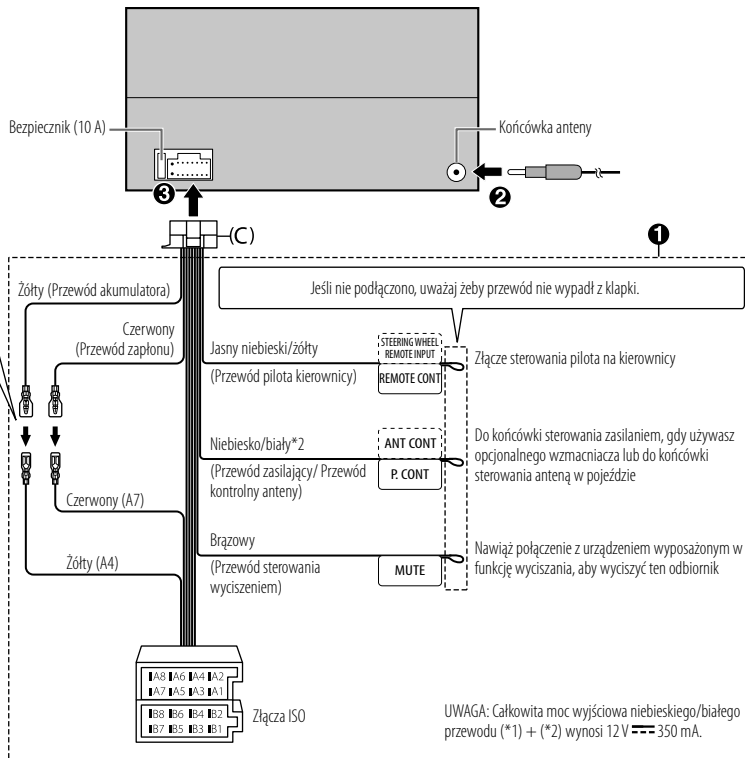 Bezpiecznik (10 A)
Końcówka anteny
3
2
(C)
1
Żółty (Przewód akumulatora)
Jeśli nie podłączono, uważaj żeby przewód nie wypadł z klapki.
Czerwony
(Przewód zapłonu)
Jasny niebieski/żółty
(Przewód pilota kierownicy)
STEERING WHEEL
REMOTE INPUT
REMOTE CONT
Złącze sterowania pilota na kierownicy
Niebiesko/biały*2
(Przewód zasilający/ Przewód
kontrolny anteny)
ANT CONT
P. CONT
Do końcówki sterowania zasilaniem, gdy używasz
opcjonalnego wzmacniacza lub do końcówki
sterowania anteną w pojeździe
Czerwony (A7)
Żółty (A4)
Brązowy
(Przewód sterowania
wyciszeniem)
MUTE
Nawiąż połączenie z urządzeniem wyposażonym w
funkcję wyciszania, aby wyciszyć ten odbiornik
A8 A6 A4 A2
A7 A5 A3 A1
B8 B6 B4 B2
B7 B5 B3 B1
Złącza ISO
UWAGA: Całkowita moc wyjściowa niebieskiego/białego
przewodu (*1) + (*2) wynosi 12 V ⎓ 350 mA.